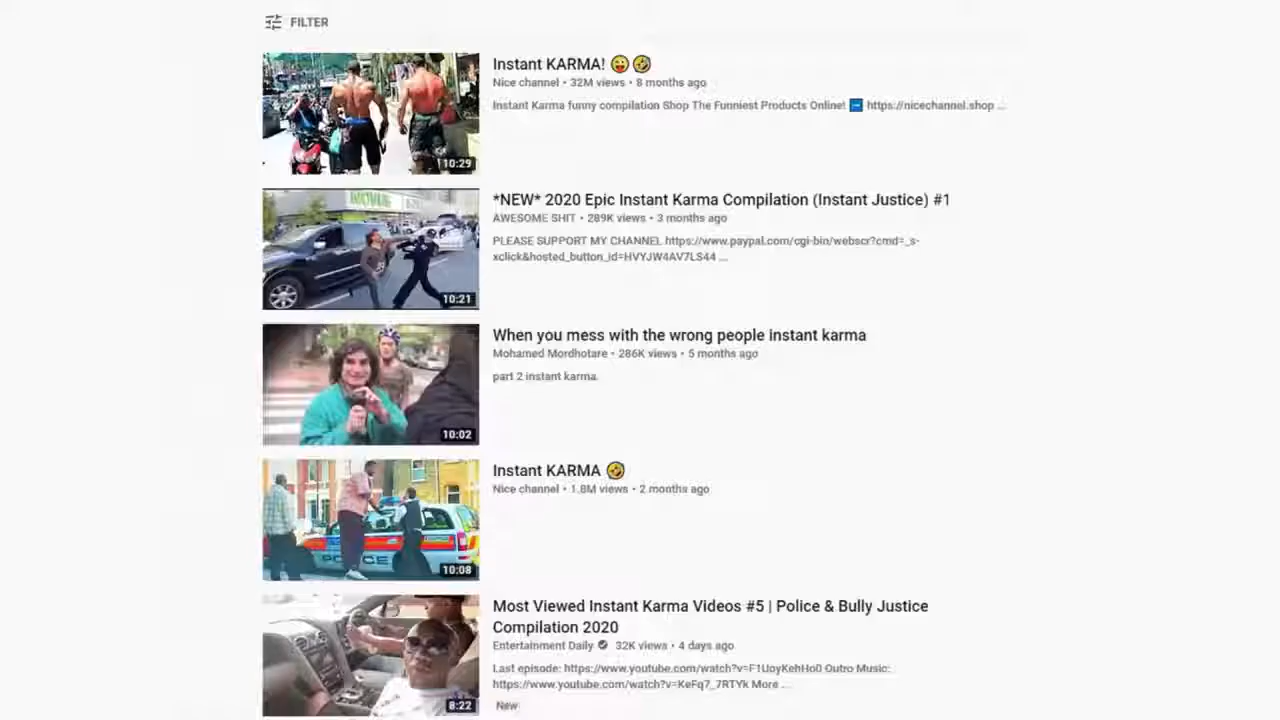 FILTER
Instant KARMA! 😜🤣
Nice channel • 32M views • 8 months ago
Instant Karma funny compilation Shop The Funniest Products Online! ➡ https://nicechannel.shop ...
10:29
*NEW* 2020 Epic Instant Karma Compilation (Instant Justice) #1
AWESOME SHIT • 289K views • 3 months ago
PLEASE SUPPORT MY CHANNEL https://www.paypal.com/cgi-bin/webscr?cmd=_s-
xclick&hosted_button_id=HVYJW4AV7LS44 ...
10:21
When you mess with the wrong people instant karma
Mohamed Mordhotare • 286K views • 5 months ago
part 2 instant karma.
10:02
Instant KARMA 🤣
Nice channel • 1.8M views • 2 months ago
POLICE
10:08
Most Viewed Instant Karma Videos #5 | Police & Bully Justice
Compilation 2020
Entertainment Daily 32K views • 4 days ago
Last episode: https://www.youtube.com/watch?v=F1UoyKehHo0 Outro Music:
https://www.youtube.com/watch?v=KeFq7_7RTYk More ...
New
8:22